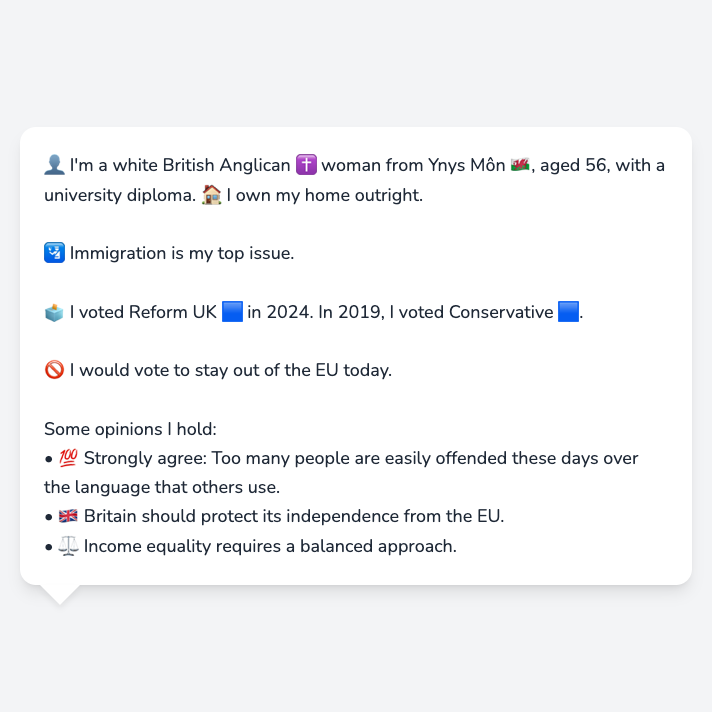 👤 I'm a white British Anglican ✝️ woman from Ynys Môn 🏴󠁧󠁢󠁷󠁬󠁳󠁿, aged 56, with a
university diploma. 🏠 I own my home outright.
🛂 Immigration is my top issue.
🗳️ I voted Reform UK 🟦 in 2024. In 2019, I voted Conservative 🟦.
🚫 I would vote to stay out of the EU today.
Some opinions I hold:
• 💯 Strongly agree: Too many people are easily offended these days over
the language that others use.
• 🇬🇧 Britain should protect its independence from the EU.
• ⚖️ Income equality requires a balanced approach.